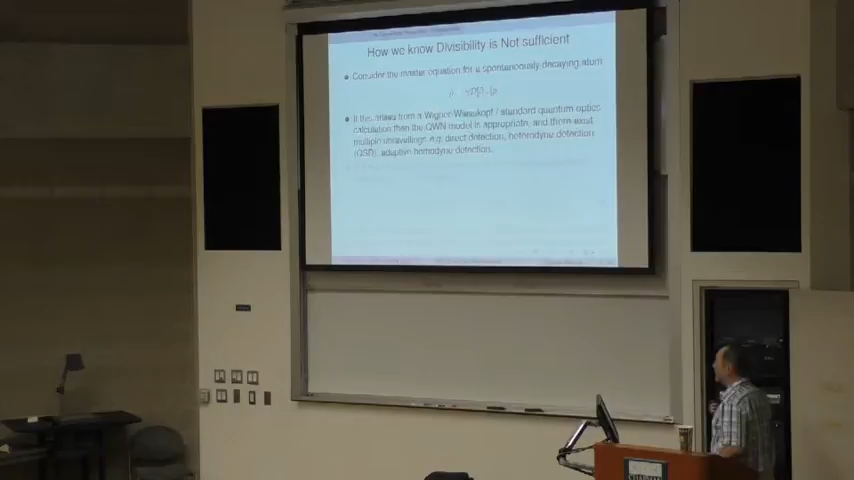 How we know Divisibility is Not sufficient
Consider the master equation for a spontaneously decaying atom
If this arises from a Wigner-Weisskopf / standard quantum optics
calculation then the QWN model is appropriate, and there exist
multiple unravellings e.g. direct detection, heterodyne detection
(QSD), adaptive homodyne detection.